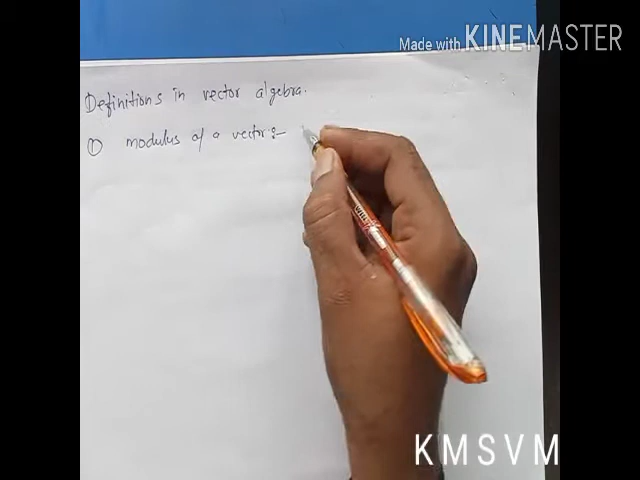 Made with KINEMASTER
Definitions in vector algebra.
① modulus of a vector:-
KMSVM